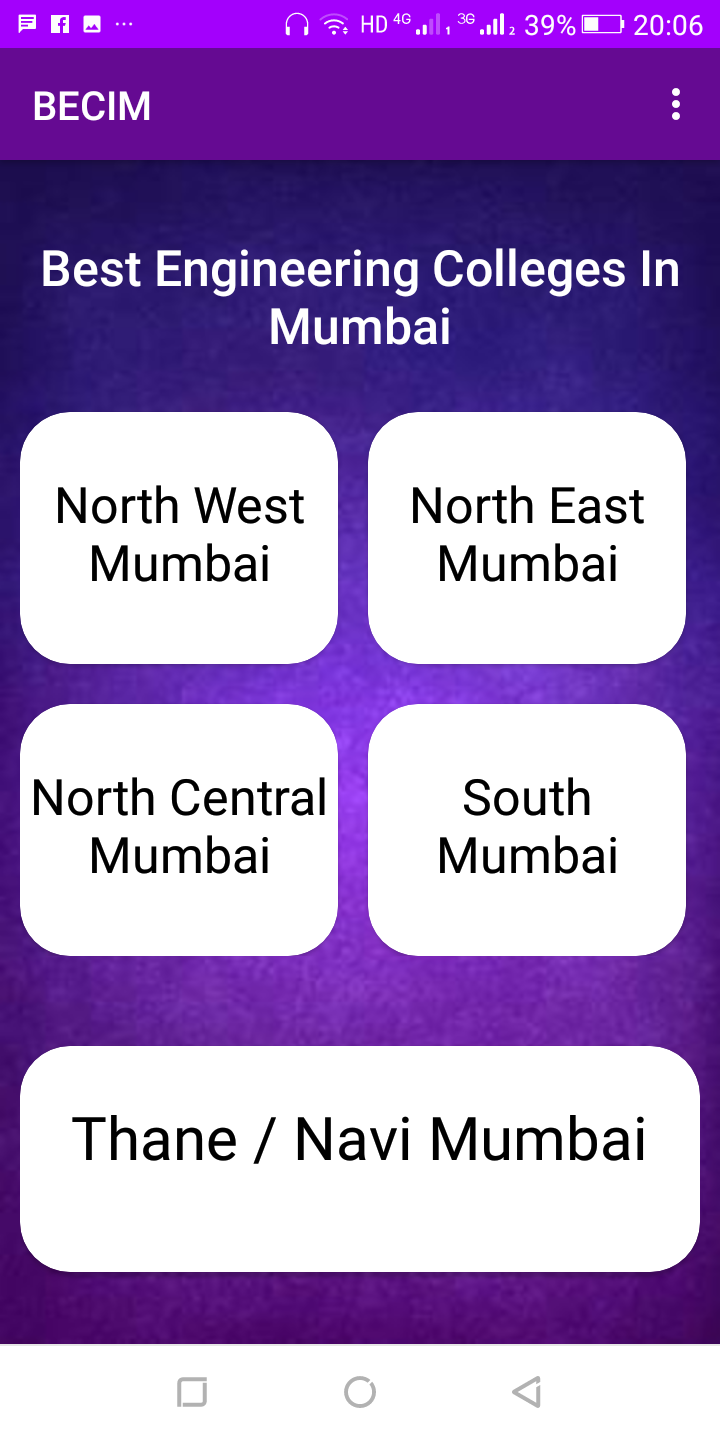 HD 4G 1 3G 2 39% 20:06
BECIM
Best Engineering Colleges In
Mumbai
North West
Mumbai
North East
Mumbai
North Central
Mumbai
South
Mumbai
Thane / Navi Mumbai